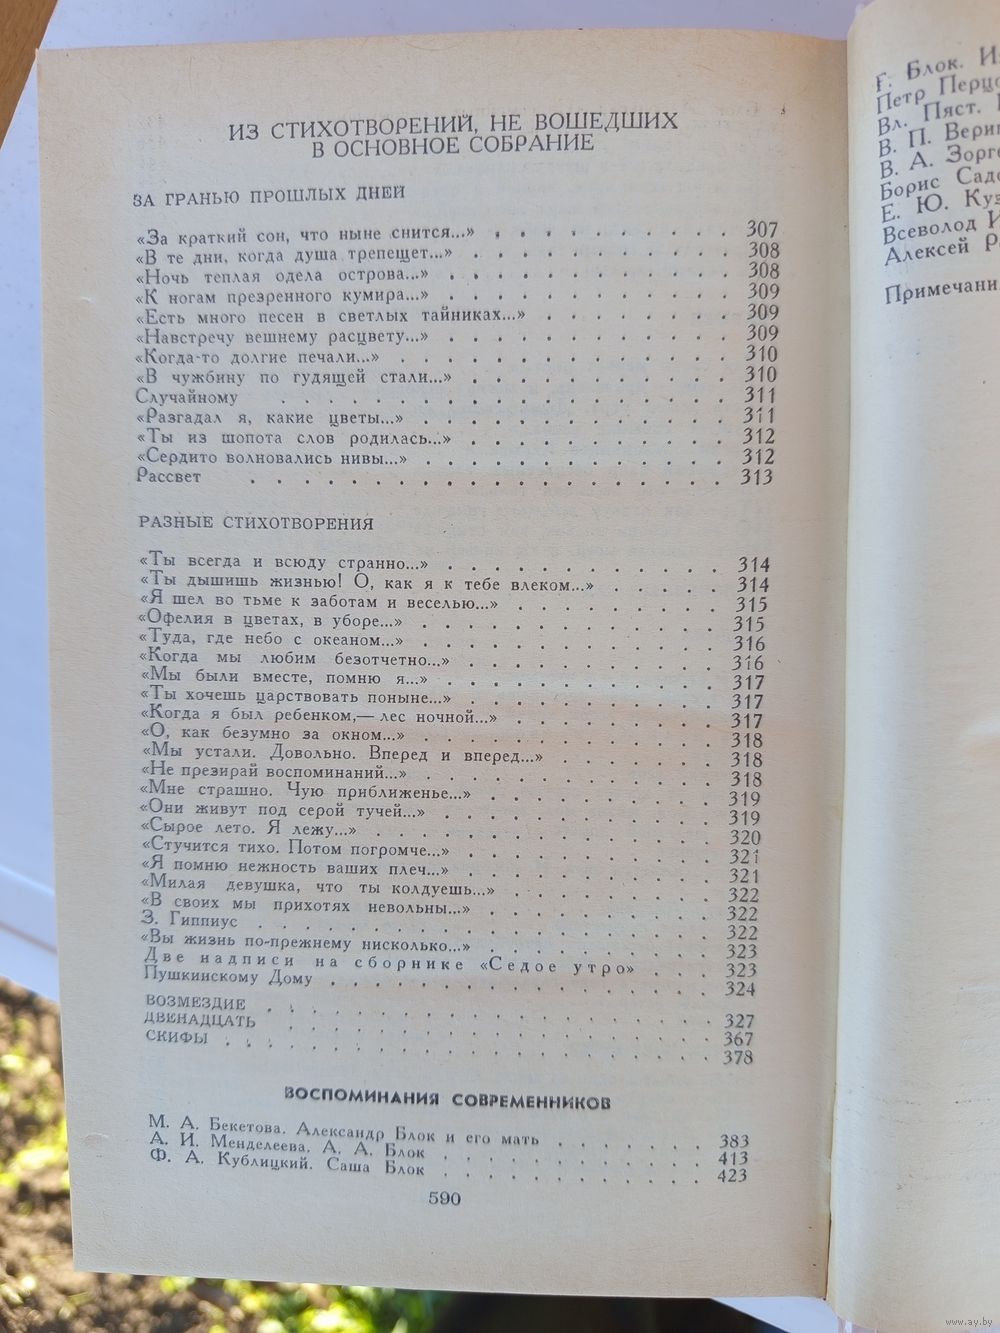 ИЗ СТИХОТВОРЕНИЙ, НЕ ВОШЕДШИХ
В ОСНОВНОЕ СОБРАНИЕ
ЗА ГРАНЬЮ ПРОШЛЫХ ДНЕЙ
«За краткий сон, что ныне снится...» 307
«В те дни, когда душа трепещет...» 308
«Ночь теплая одела острова...» 308
«К ногам презренного кумира...» 309
«Есть много песен в светлых тайниках...» 309
«Навстречу вешнему расцвету...» 309
«Когда-то долгие печали...» 310
«В чужбину по гудящей стали...» 310
Случайному 311
«Разгадал я, какие цветы...» 311
«Ты из шопота слов родилась...» 312
«Сердито волновались нивы...» 312
Рассвет 313
РАЗНЫЕ СТИХОТВОРЕНИЯ
«Ты всегда и всюду странно...» 314
«Ты дышишь жизнью! О, как я к тебе влеком...» 314
«Я шел во тьме к заботам и веселью...» 315
«Офелия в цветах, в уборе...» 315
«Туда, где небо с океаном...» 316
«Когда мы любим безотчетно...» 316
«Мы были вместе, помню я...» 317
«Ты хочешь царствовать поныне...» 317
«Когда я был ребенком,— лес ночной...» 317
«О, как безумно за окном...» 318
«Мы устали. Довольно. Вперед и вперед...» 318
«Не презирай воспоминаний...» 318
«Мне страшно. Чую приближенье...» 319
«Они живут под серой тучей...» 319
«Сырое лето. Я лежу...» 320
«Стучится тихо. Потом погромче...» 321
«Я помню нежность ваших плеч...» 321
«Милая девушка, что ты колдуешь...» 322
«В своих мы прихотях невольны...» 322
З. Гиппиус 322
«Вы жизнь по-прежнему нисколько...» 323
Две надписи на сборнике «Седое утро» 323
Пушкинскому Дому 324
ВОЗМЕЗДИЕ 327
ДВЕНАДЦАТЬ 367
СКИФЫ 378
ВОСПОМИНАНИЯ СОВРЕМЕННИКОВ
М. А. Бекетова. Александр Блок и его мать 383
А. И. Менделеева. А. А. Блок 413
Ф. А. Кублицкий. Саша Блок 423
590
Г. Блок.
Петр
Вл. Пяст.
В. П.
В. А.
Борис
Е. Ю.
Всеволод
Алексей
www.ay.by